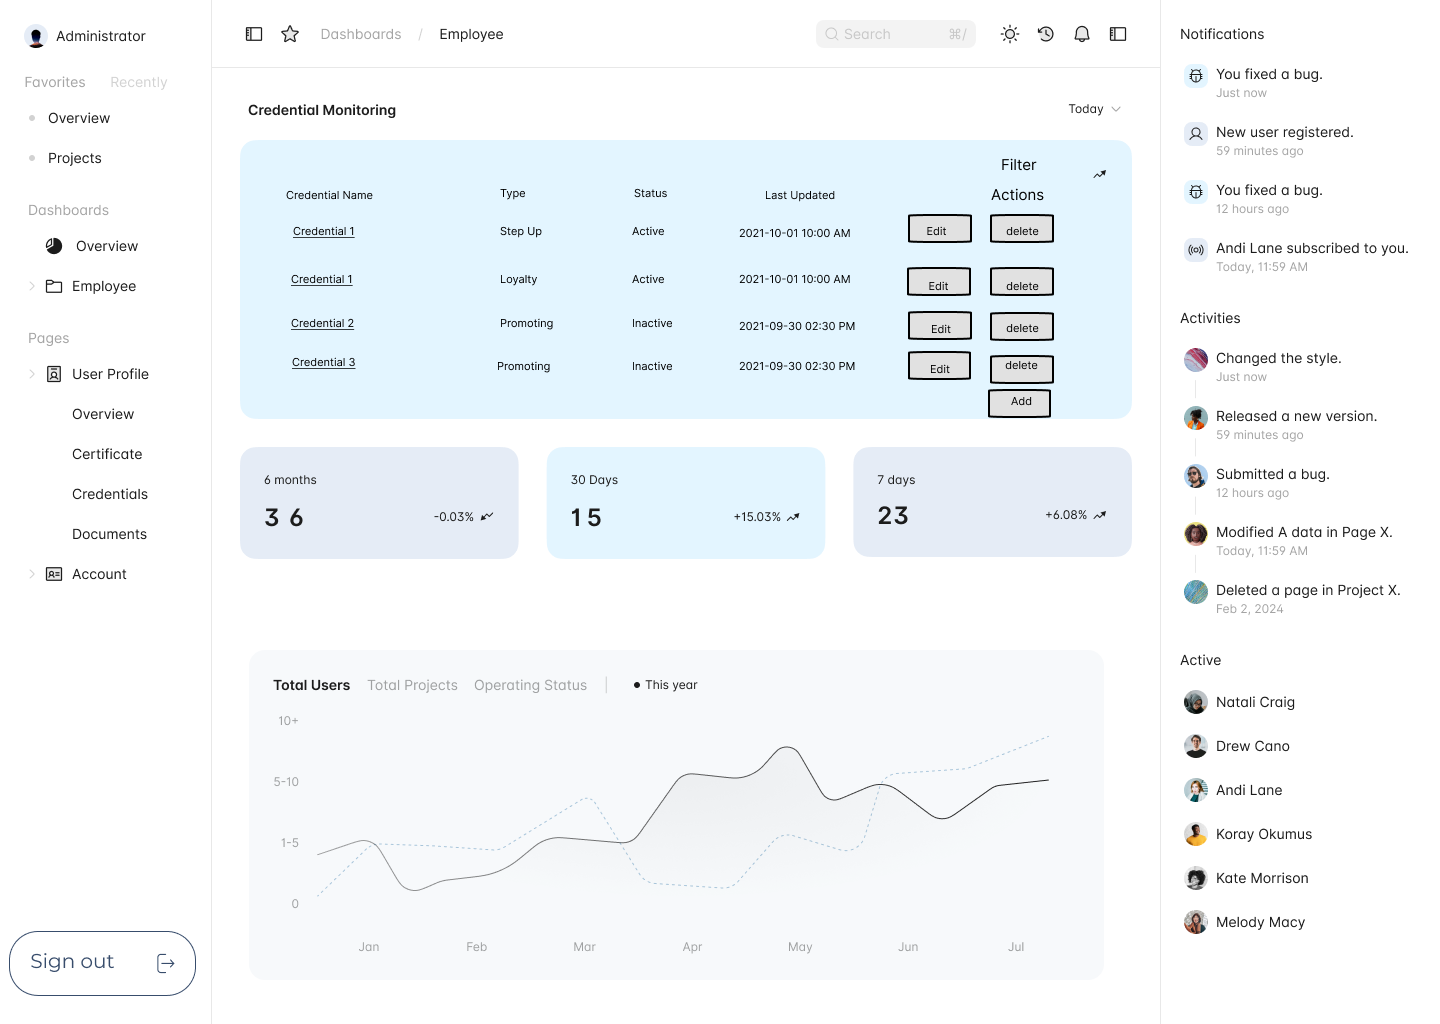 Administrator
Favorites Recently
Overview
Projects
Dashboards
Overview
Employee
Pages
User Profile
Overview
Certificate
Credentials
Documents
Account
Sign out
Dashboards / Employee
Search ⌘/
Credential Monitoring
Today
Filter
Credential Name Type Status Last Updated Actions
Credential 1 Step Up Active 2021-10-01 10:00 AM Edit delete
Credential 1 Loyalty Active 2021-10-01 10:00 AM Edit delete
Credential 2 Promoting Inactive 2021-09-30 02:30 PM Edit delete
Credential 3 Promoting Inactive 2021-09-30 02:30 PM Edit delete
Add
6 months
3 6 -0.03%
30 Days
15 +15.03%
7 days
23 +6.08%
Total Users Total Projects Operating Status This year
10+
5-10
1-5
0
Jan Feb Mar Apr May Jun Jul
Notifications
You fixed a bug.
Just now
New user registered.
59 minutes ago
You fixed a bug.
12 hours ago
Andi Lane subscribed to you.
Today, 11:59 AM
Activities
Changed the style.
Just now
Released a new version.
59 minutes ago
Submitted a bug.
12 hours ago
Modified A data in Page X.
Today, 11:59 AM
Deleted a page in Project X.
Feb 2, 2024
Active
Natali Craig
Drew Cano
Andi Lane
Koray Okumus
Kate Morrison
Melody Macy